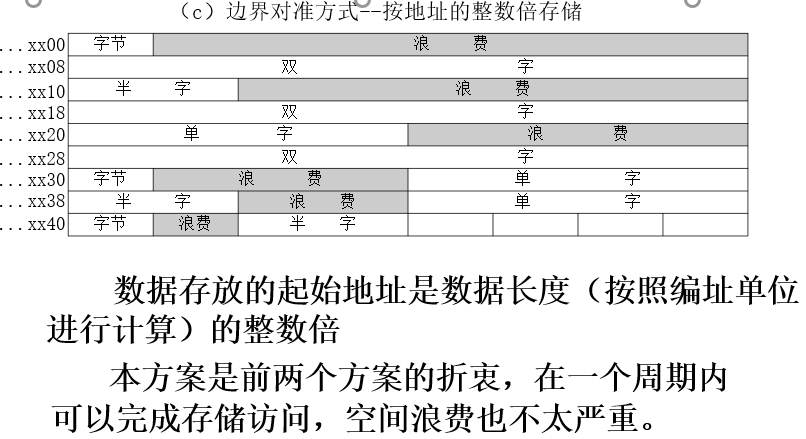 （c）边界对准方式--按地址的整数倍存储
...xx00 字节 浪 费
...xx08 双 字
...xx10 半 字 浪 费
...xx18 双 字
...xx20 单 字 浪 费
...xx28 双 字
...xx30 字节 浪 费 单 字
...xx38 半 字 浪 费 单 字
...xx40 字节 浪费 半 字
数据存放的起始地址是数据长度（按照编址单位
进行计算）的整数倍
本方案是前两个方案的折衷，在一个周期内
可以完成存储访问，空间浪费也不太严重。